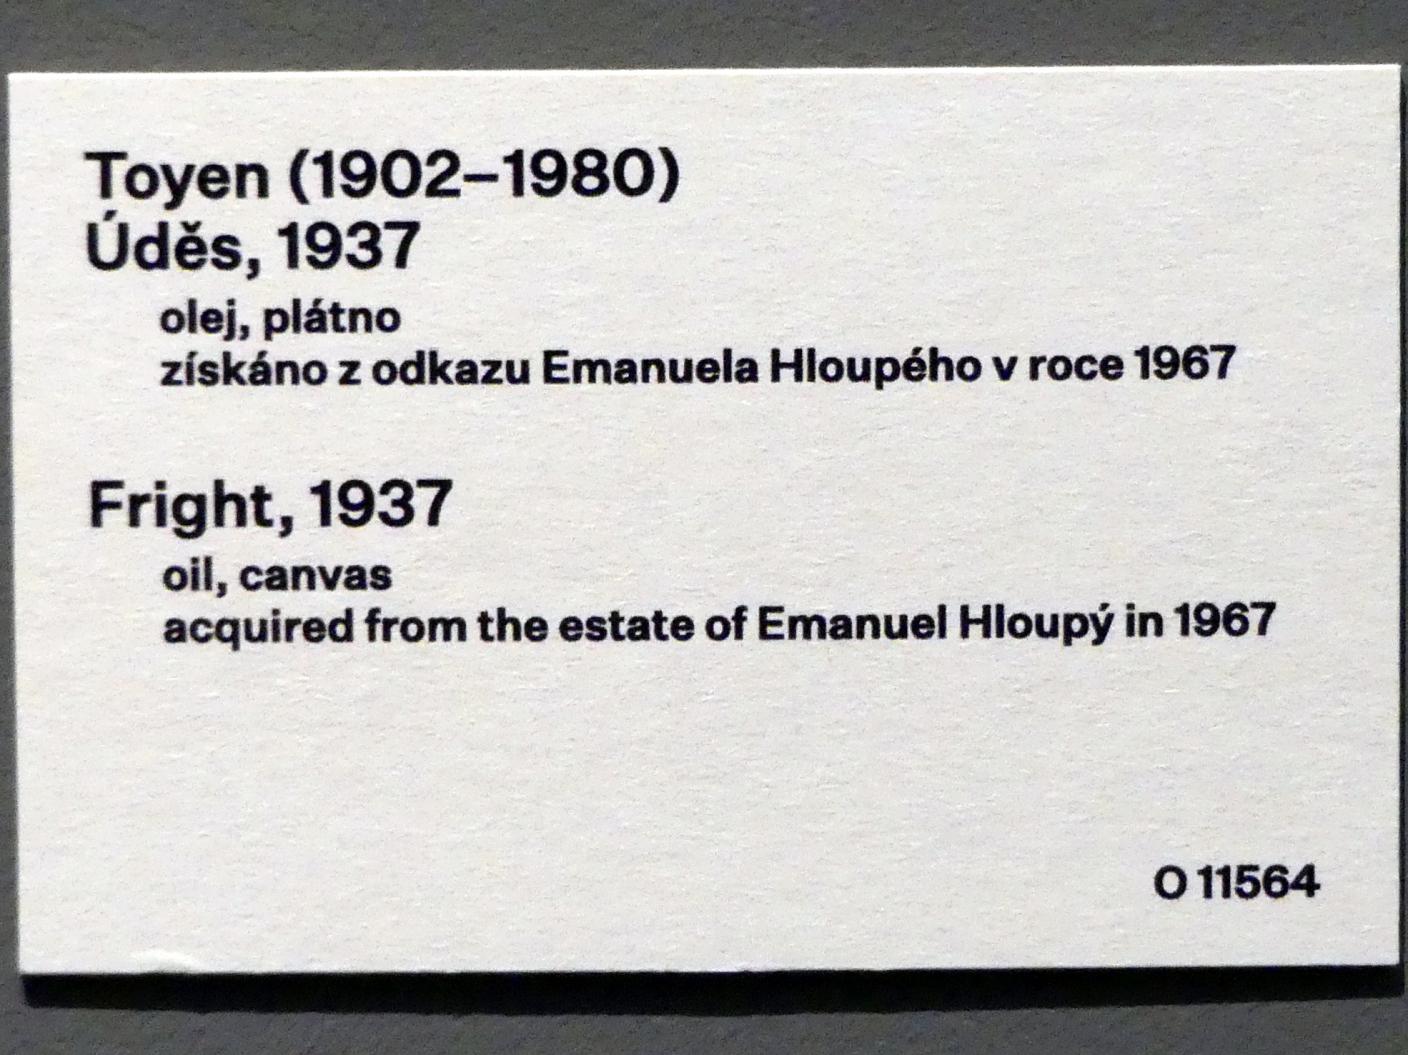 Toyen (1902–1980)
Úděs, 1937
olej, plátno
získáno z odkazu Emanuela Hloupého v roce 1967
Fright, 1937
oil, canvas
acquired from the estate of Emanuel Hloupý in 1967
O 11564